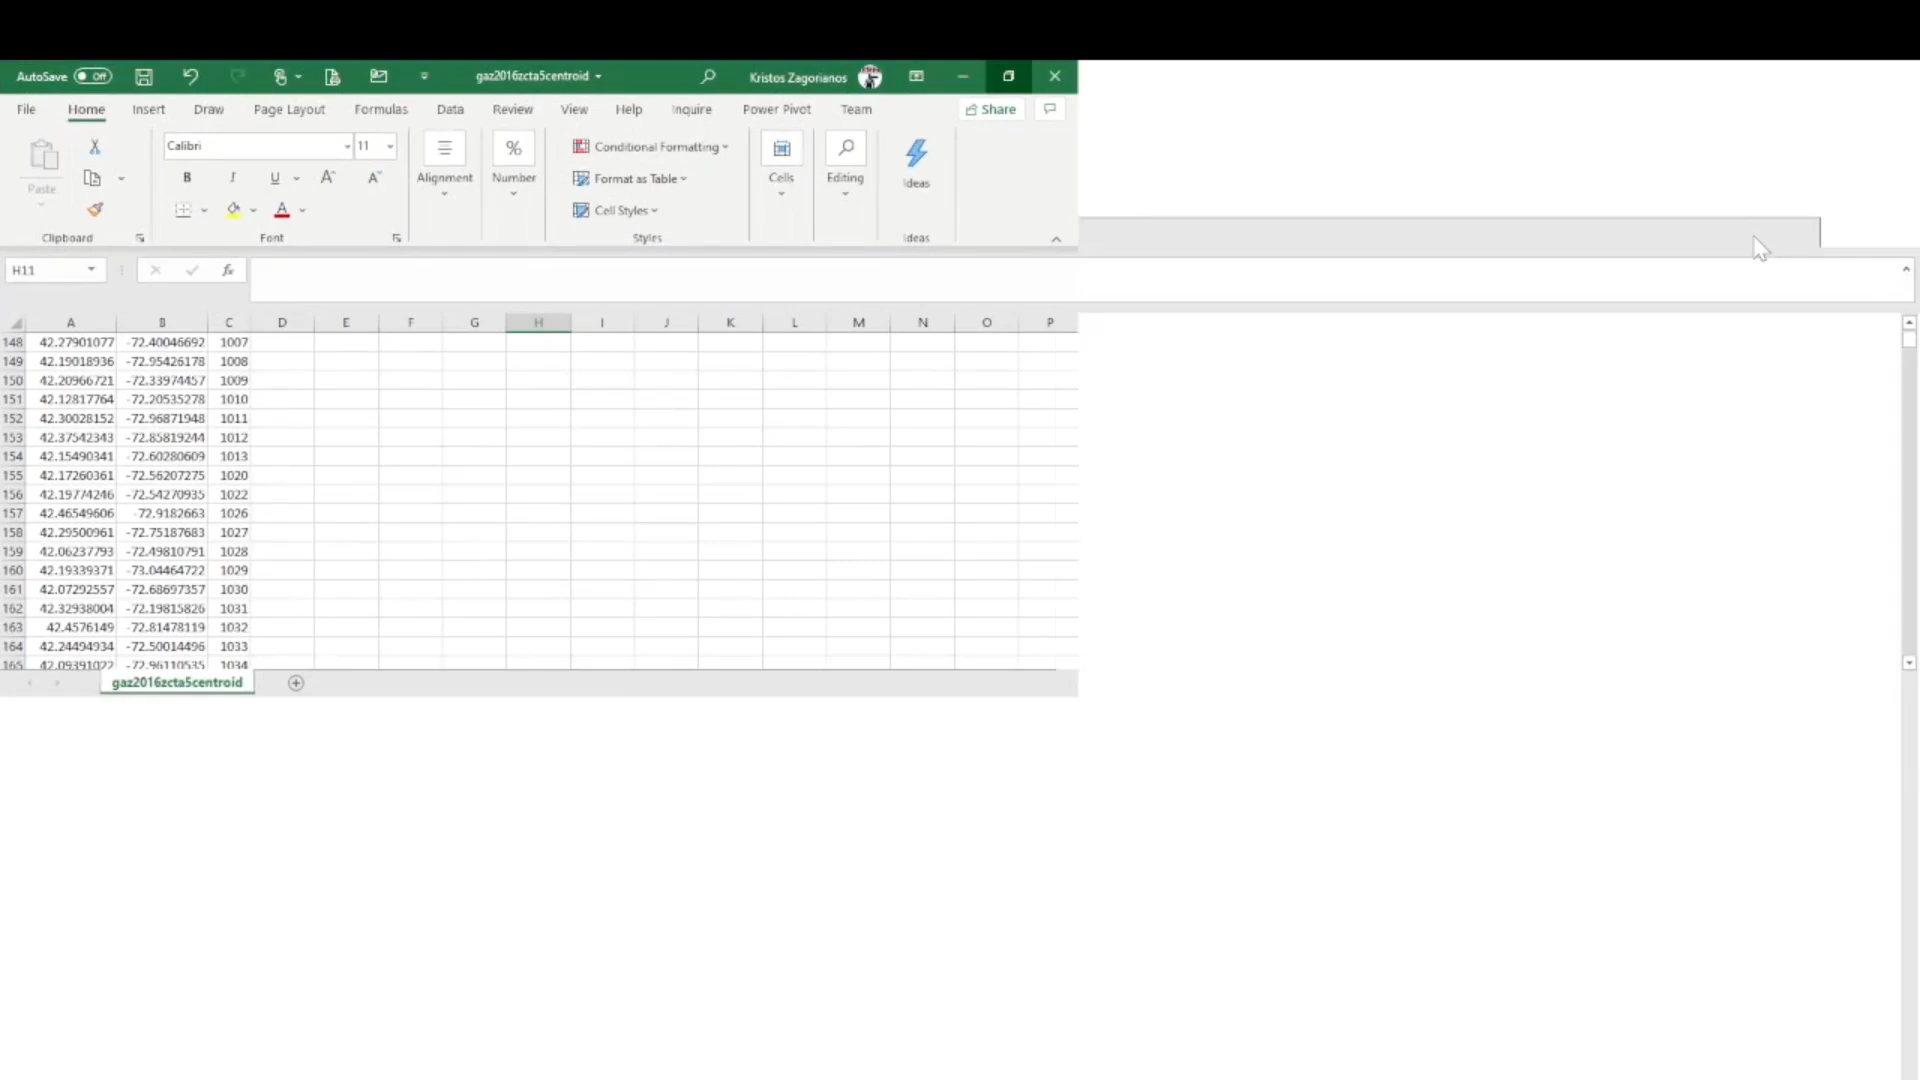 AutoSave Off gaz2016zcta5centroid Kristos Zagorianos
File Home Insert Draw Page Layout Formulas Data Review View Help Inquire Power Pivot Team Share
Paste Calibri 11 Alignment % Number Conditional Formatting Cells Editing Ideas
B I U A A Format as Table
A Cell Styles
Clipboard Font Styles Ideas
H11 fx
A B C D E F G H I J K L M N O P
148 42.27901077 -72.40046692 1007
149 42.19018936 -72.95426178 1008
150 42.20966721 -72.33974457 1009
151 42.12817764 -72.20535278 1010
152 42.30028152 -72.96871948 1011
153 42.37542343 -72.85819244 1012
154 42.15490341 -72.60280609 1013
155 42.17260361 -72.56207275 1020
156 42.19774246 -72.54270935 1022
157 42.46549606 -72.9182663 1026
158 42.29500961 -72.75187683 1027
159 42.06237793 -72.49810791 1028
160 42.19339371 -73.04464722 1029
161 42.07292557 -72.68697357 1030
162 42.32938004 -72.19815826 1031
163 42.4576149 -72.81478119 1032
164 42.24494934 -72.50014496 1033
165 42.09391022 -72.96110535 1034
gaz2016zcta5centroid